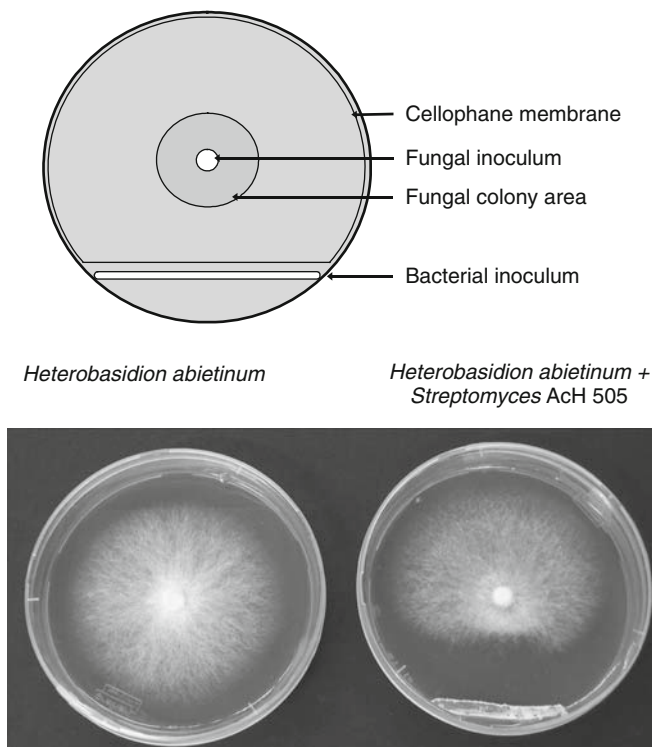 Cellophane membrane
Fungal inoculum
Fungal colony area
Bacterial inoculum
Heterobasidion abietinum
Heterobasidion abietinum +
Streptomyces AcH 505